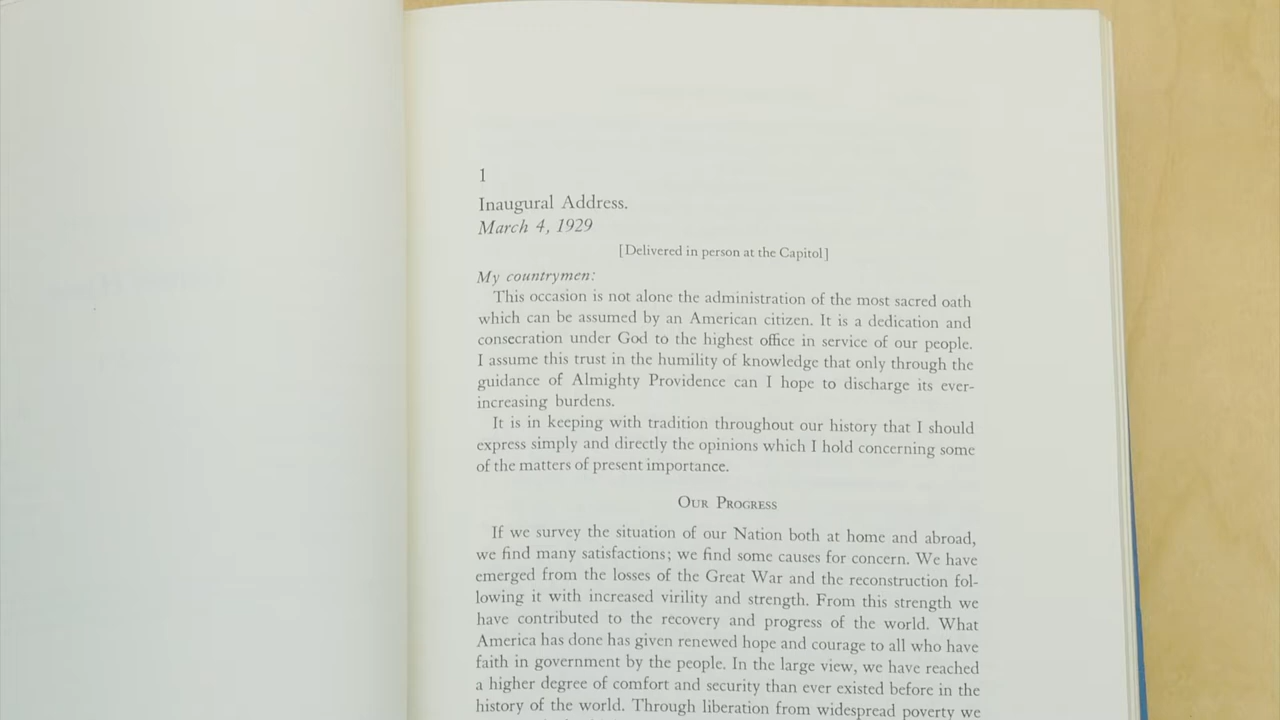 1
Inaugural Address.
March 4, 1929
[Delivered in person at the Capitol]
My countrymen:
This occasion is not alone the administration of the most sacred oath
which can be assumed by an American citizen. It is a dedication and
consecration under God to the highest office in service of our people.
I assume this trust in the humility of knowledge that only through the
guidance of Almighty Providence can I hope to discharge its ever-
increasing burdens.
It is in keeping with tradition throughout our history that I should
express simply and directly the opinions which I hold concerning some
of the matters of present importance.
Our Progress
If we survey the situation of our Nation both at home and abroad,
we find many satisfactions; we find some causes for concern. We have
emerged from the losses of the Great War and the reconstruction fol-
lowing it with increased virility and strength. From this strength we
have contributed to the recovery and progress of the world. What
America has done has given renewed hope and courage to all who have
faith in government by the people. In the large view, we have reached
a higher degree of comfort and security than ever existed before in the
history of the world. Through liberation from widespread poverty we